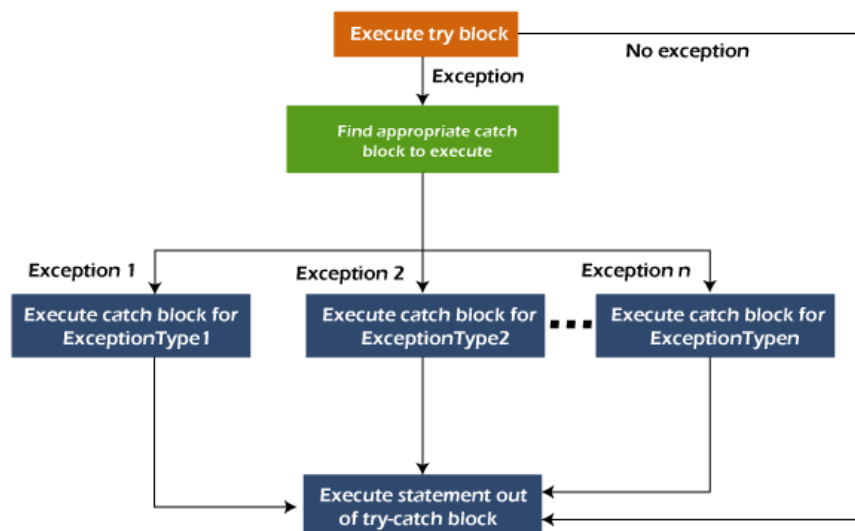 Execute try block
No exception
Exception
Find appropriate catch
block to execute
Exception 1
Exception 2
Exception n
Execute catch block for
ExceptionType1
Execute catch block for
ExceptionType2
Execute catch block for
ExceptionTypen
Execute statement out
of try-catch block